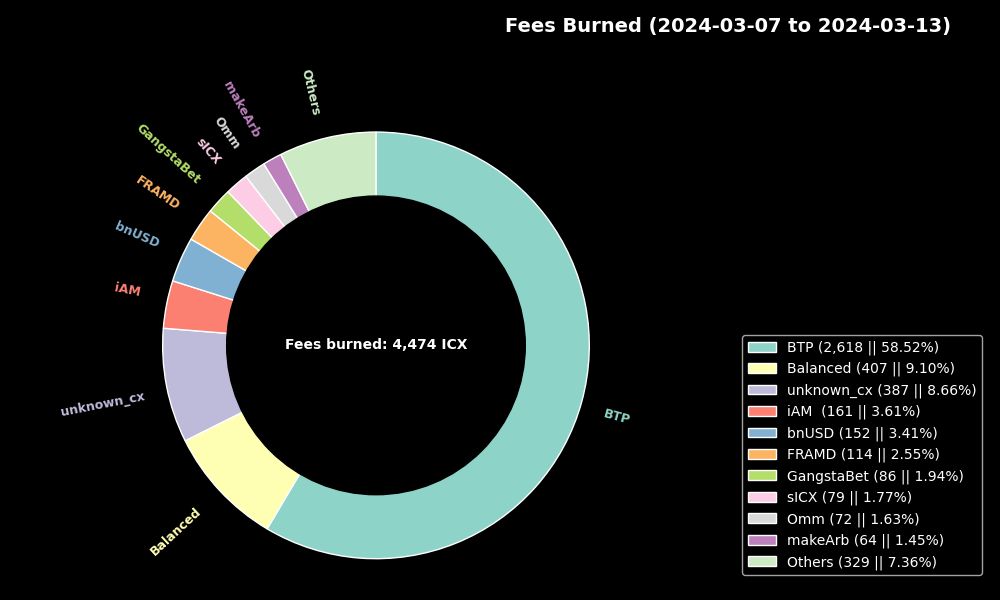 Fees Burned (2024-03-07 to 2024-03-13)
Others
makeArb
Omm
sICX
GangstaBet
FRAMD
bnUSD
iAM
unknown_cx
Balanced
BTP
Fees burned: 4,474 ICX
BTP (2,618 || 58.52%)
Balanced (407 || 9.10%)
unknown_cx (387 || 8.66%)
iAM  (161 || 3.61%)
bnUSD (152 || 3.41%)
FRAMD (114 || 2.55%)
GangstaBet (86 || 1.94%)
sICX (79 || 1.77%)
Omm (72 || 1.63%)
makeArb (64 || 1.45%)
Others (329 || 7.36%)